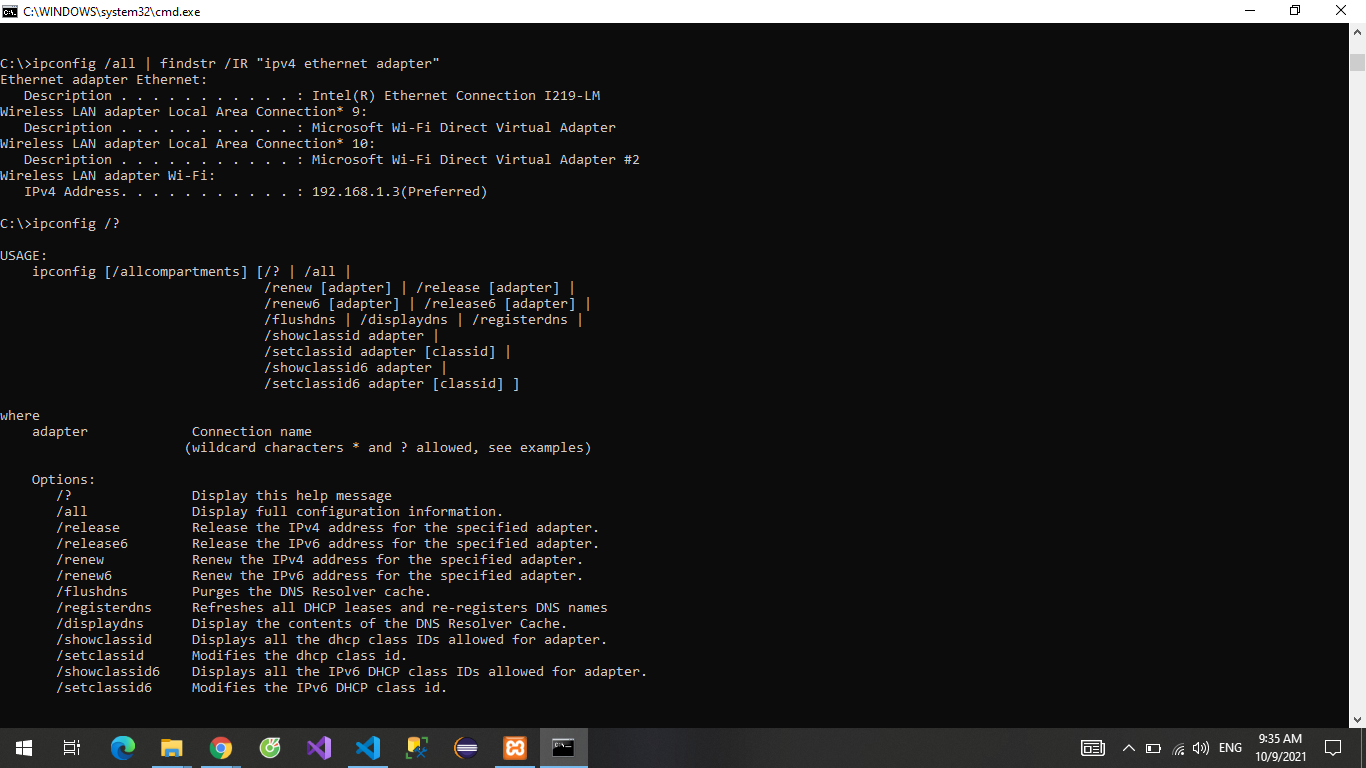 C:\WINDOWS\system32\cmd.exe
C:\>ipconfig /all | findstr /IR "ipv4 ethernet adapter"
Ethernet adapter Ethernet:
   Description . . . . . . . . . . . : Intel(R) Ethernet Connection I219-LM
Wireless LAN adapter Local Area Connection* 9:
   Description . . . . . . . . . . . : Microsoft Wi-Fi Direct Virtual Adapter
Wireless LAN adapter Local Area Connection* 10:
   Description . . . . . . . . . . . : Microsoft Wi-Fi Direct Virtual Adapter #2
Wireless LAN adapter Wi-Fi:
   IPv4 Address. . . . . . . . . . . : 192.168.1.3(Preferred)
C:\>ipconfig /?
USAGE:
    ipconfig [/allcompartments] [/? | /all |
                                 /renew [adapter] | /release [adapter] |
                                 /renew6 [adapter] | /release6 [adapter] |
                                 /flushdns | /displaydns | /registerdns |
                                 /showclassid adapter |
                                 /setclassid adapter [classid] |
                                 /showclassid6 adapter |
                                 /setclassid6 adapter [classid] ]
where
    adapter             Connection name
                       (wildcard characters * and ? allowed, see examples)
    Options:
       /?               Display this help message
       /all             Display full configuration information.
       /release         Release the IPv4 address for the specified adapter.
       /release6        Release the IPv6 address for the specified adapter.
       /renew           Renew the IPv4 address for the specified adapter.
       /renew6          Renew the IPv6 address for the specified adapter.
       /flushdns        Purges the DNS Resolver cache.
       /registerdns     Refreshes all DHCP leases and re-registers DNS names
       /displaydns      Display the contents of the DNS Resolver Cache.
       /showclassid     Displays all the dhcp class IDs allowed for adapter.
       /setclassid      Modifies the dhcp class id.
       /showclassid6    Displays all the IPv6 DHCP class IDs allowed for adapter.
       /setclassid6     Modifies the IPv6 DHCP class id.
ENG
9:35 AM
10/9/2021